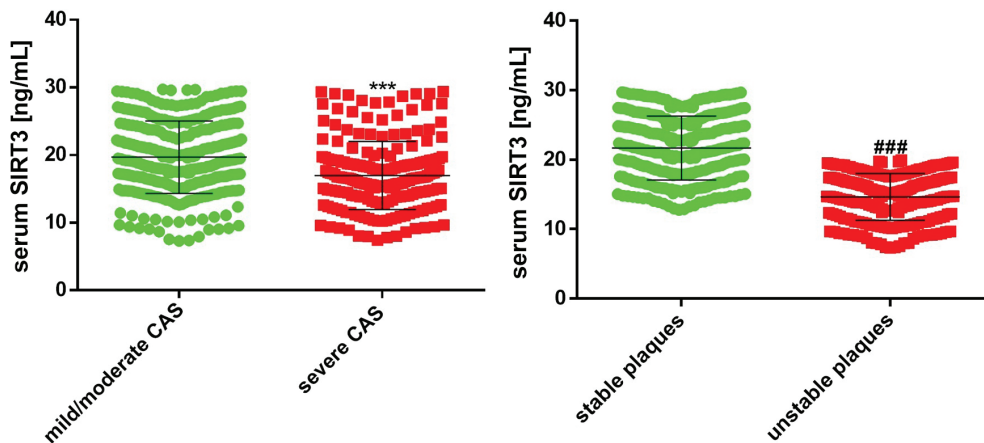 serum SIRT3 [ng/mL]
40
30
20
10
0
***
mild/moderate CAS
severe CAS
serum SIRT3 [ng/mL]
40
30
20
10
0
###
stable plaques
unstable plaques